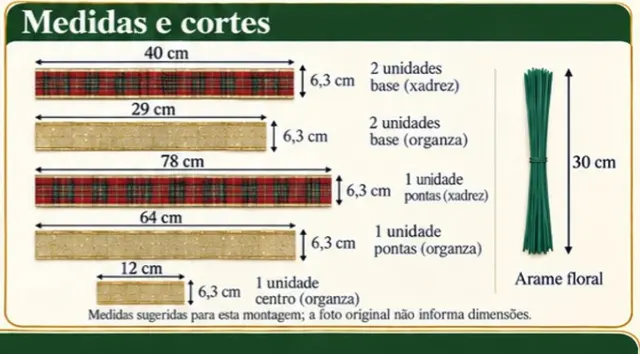 Medidas e cortes
40 cm
6,3 cm
2 unidades
base (xadrez)
29 cm
6,3 cm
2 unidades
base (organza)
78 cm
6,3 cm
1 unidade
pontas (xadrez)
64 cm
6,3 cm
1 unidade
pontas (organza)
12 cm
6,3 cm
1 unidade
centro (organza)
30 cm
Arame floral
Medidas sugeridas para esta montagem; a foto original não informa dimensões.